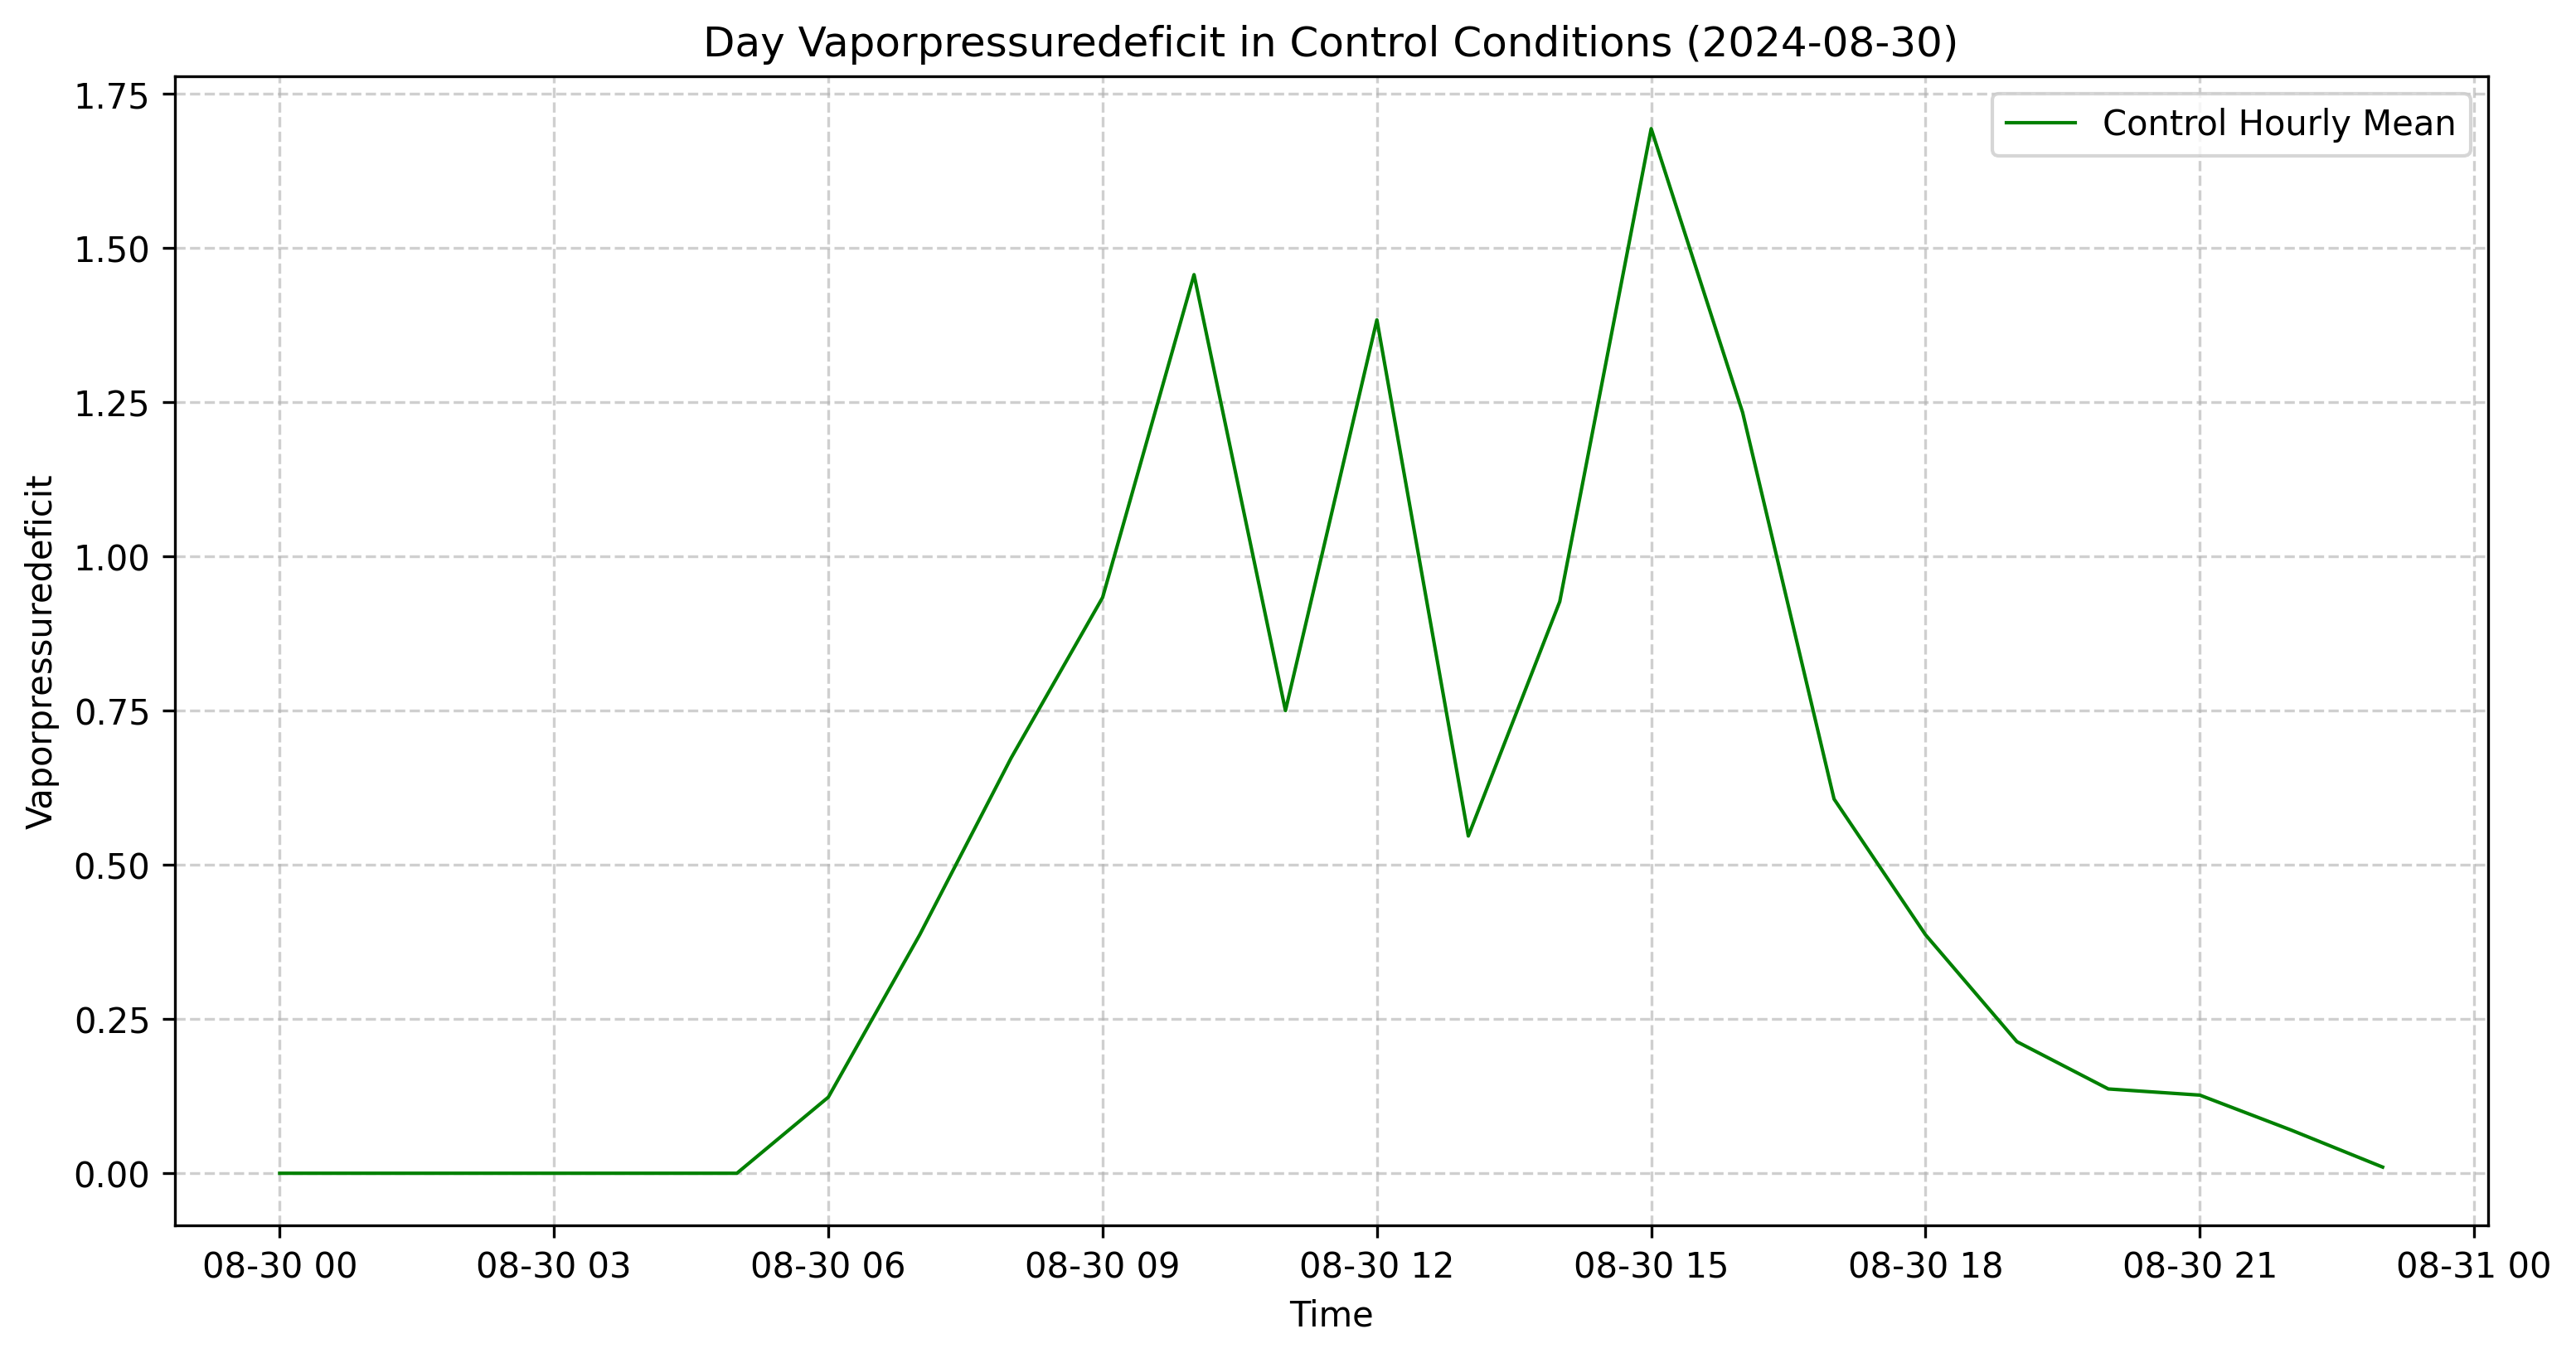 Day Vaporpressuredeficit in Control Conditions (2024-08-30)
Control Hourly Mean
Vaporpressuredeficit
1.75
1.50
1.25
1.00
0.75
0.50
0.25
0.00
08-30 00 08-30 03 08-30 06 08-30 09 08-30 12 08-30 15 08-30 18 08-30 21 08-31 00
Time